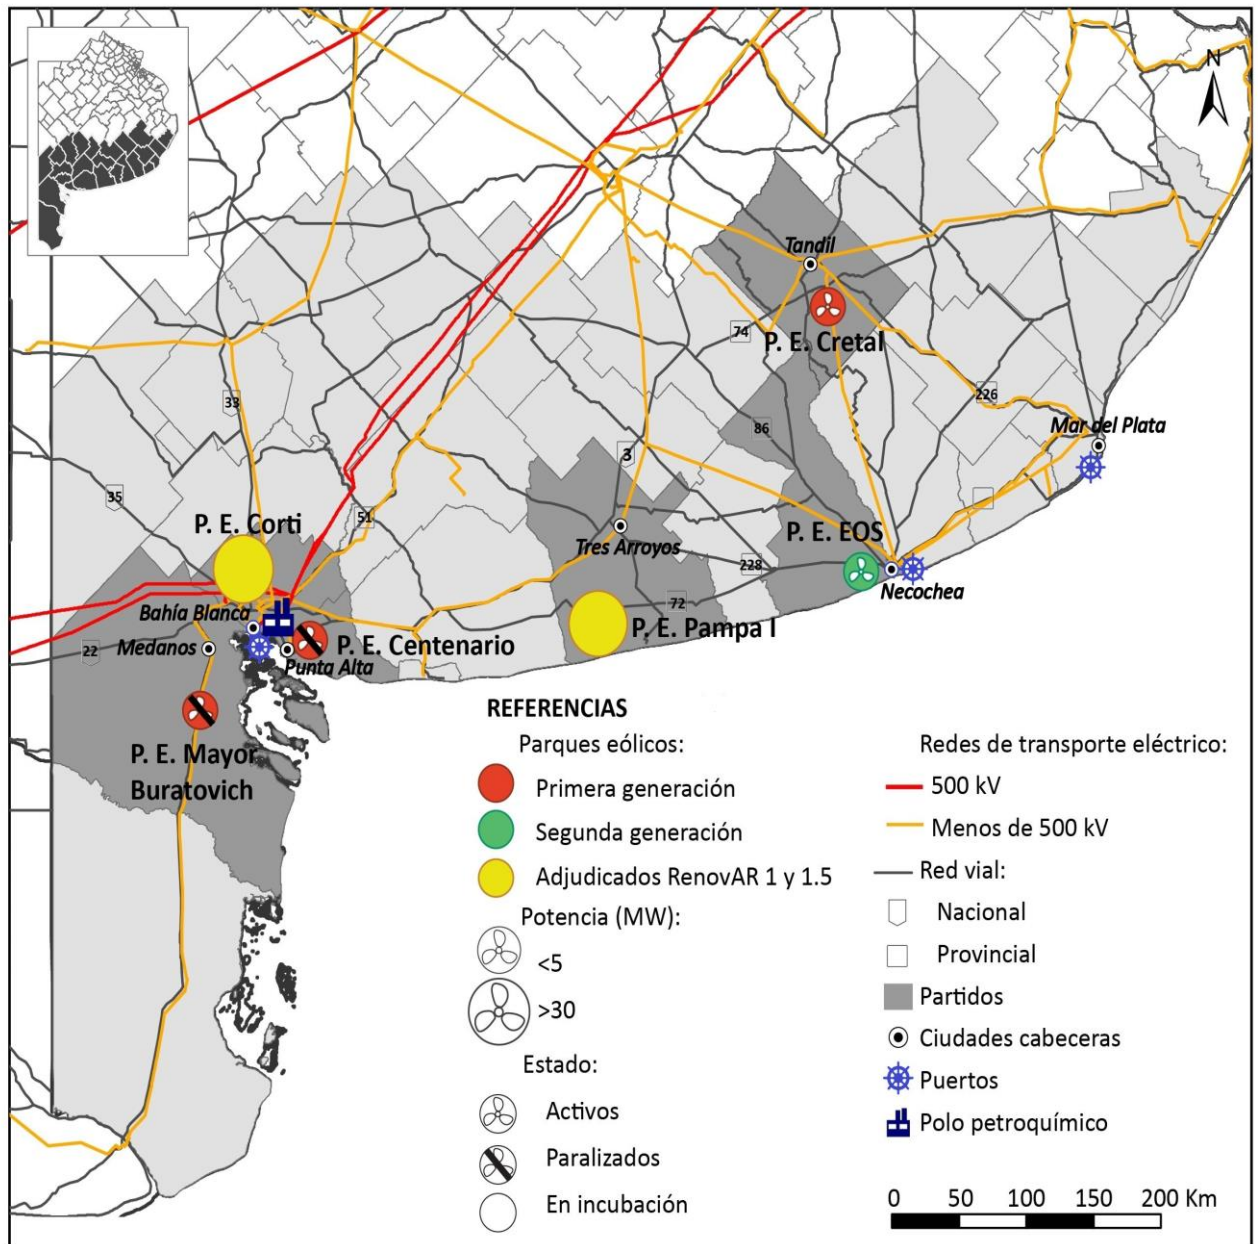 N
Tandil
74
P. E. Cretal
33
226
86
Mar del Plata
3
35
51
P. E. Corti
P. E. EOS
Tres Arroyos
228
Necochea
72
Bahía Blanca
P. E. Pampa I
22
Medanos
P. E. Centenario
Punta Alta
P. E. Mayor
Buratovich
REFERENCIAS
Parques eólicos:
Primera generación
Segunda generación
Adjudicados RenovAR 1 y 1.5
Potencia (MW):
<5
>30
Estado:
Activos
Paralizados
En incubación
Redes de transporte eléctrico:
500 kV
Menos de 500 kV
Red vial:
Nacional
Provincial
Partidos
Ciudades cabeceras
Puertos
Polo petroquímico
0 50 100 150 200 Km